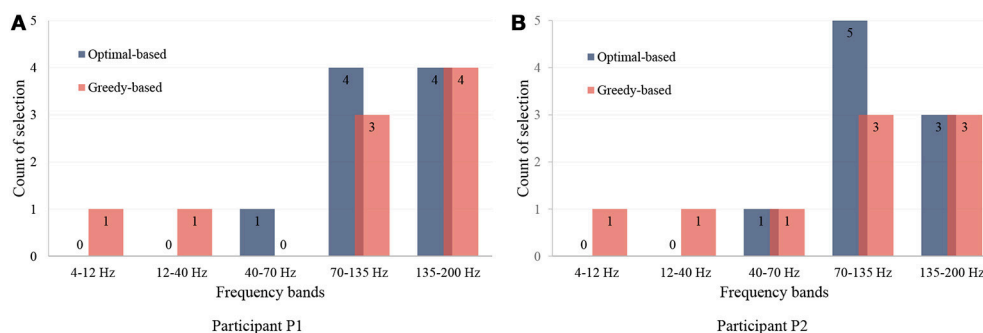 A
5
4
3
2
1
0
Count of selection
Optimal-based
Greedy-based
0 1 0 1 1 0 4 3 4 4
4-12 Hz 12-40 Hz 40-70 Hz 70-135 Hz 135-200 Hz
Frequency bands
Participant P1
B
5
4
3
2
1
0
Count of selection
Optimal-based
Greedy-based
0 1 0 1 1 1 5 3 3 3
4-12 Hz 12-40 Hz 40-70 Hz 70-135 Hz 135-200 Hz
Frequency bands
Participant P2